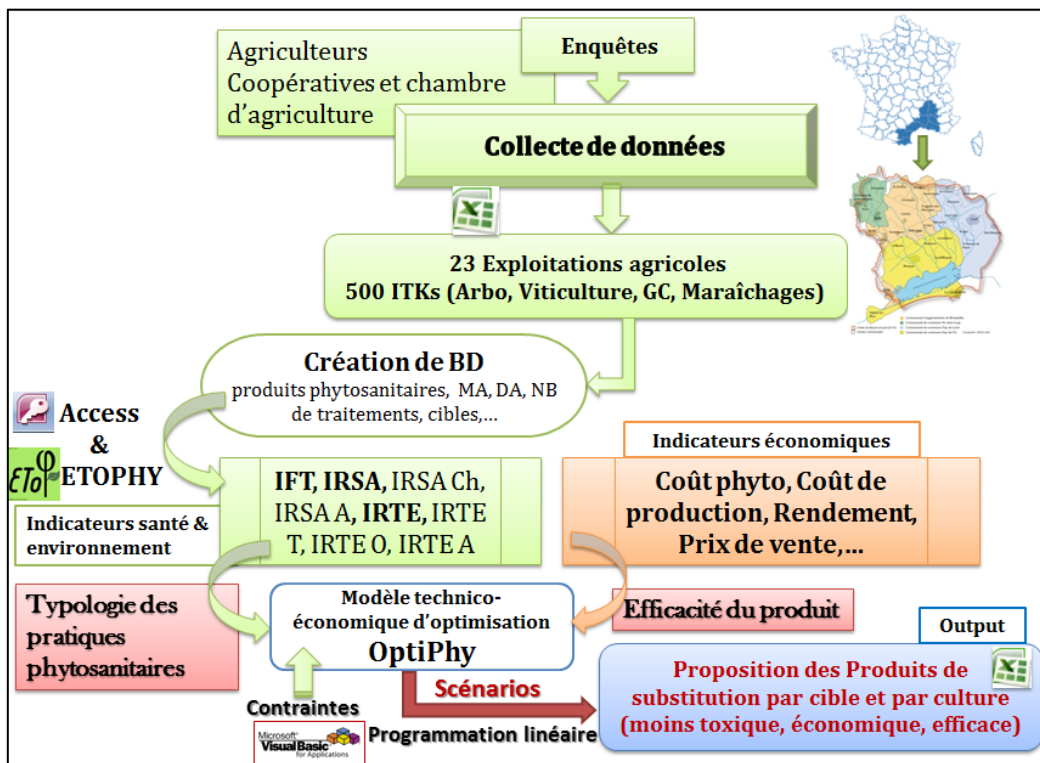 Agriculteurs
Coopératives et chambre
d'agriculture
Enquêtes
Collecte de données
23 Exploitations agricoles
500 ITKs (Arbo, Viticulture, GC, Maraîchages)
Création de BD
produits phytosanitaires, MA, DA, NB
de traitements, cibles,...
Access
&
ETOPHY
EToφ
Indicateurs santé &
environnement
IFT, IRSA, IRSA Ch,
IRSA A, IRTE, IRTE
T, IRTE O, IRTE A
Indicateurs économiques
Coût phyto, Coût de
production, Rendement,
Prix de vente,...
Typologie des
pratiques
phytosanitaires
Modèle technico-
économique d'optimisation
OptiPhy
Efficacité du produit
Output
Proposition des Produits de
substitution par cible et par culture
(moins toxique, économique, efficace)
Scénarios
Programmation linéaire
Contraintes
Microsoft
Visual Basic
for Applications